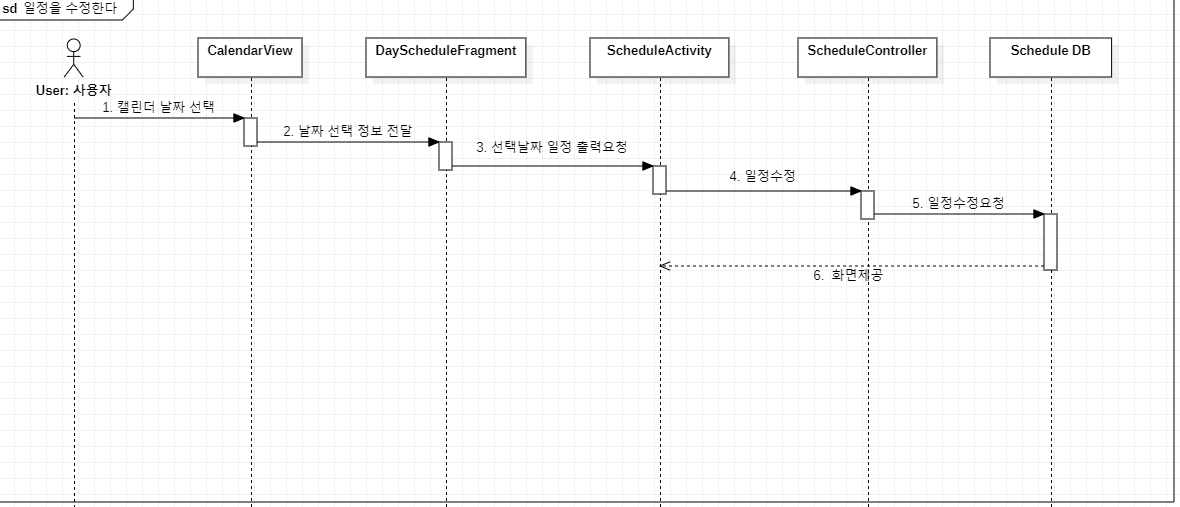 sd 일정을 수정한다
CalendarView
DayScheduleFragment
ScheduleActivity
ScheduleController
Schedule DB
User: 사용자
1. 캘린더 날짜 선택
2. 날짜 선택 정보 전달
3. 선택날짜 일정 출력요청
4. 일정수정
5. 일정수정요청
6. 화면제공